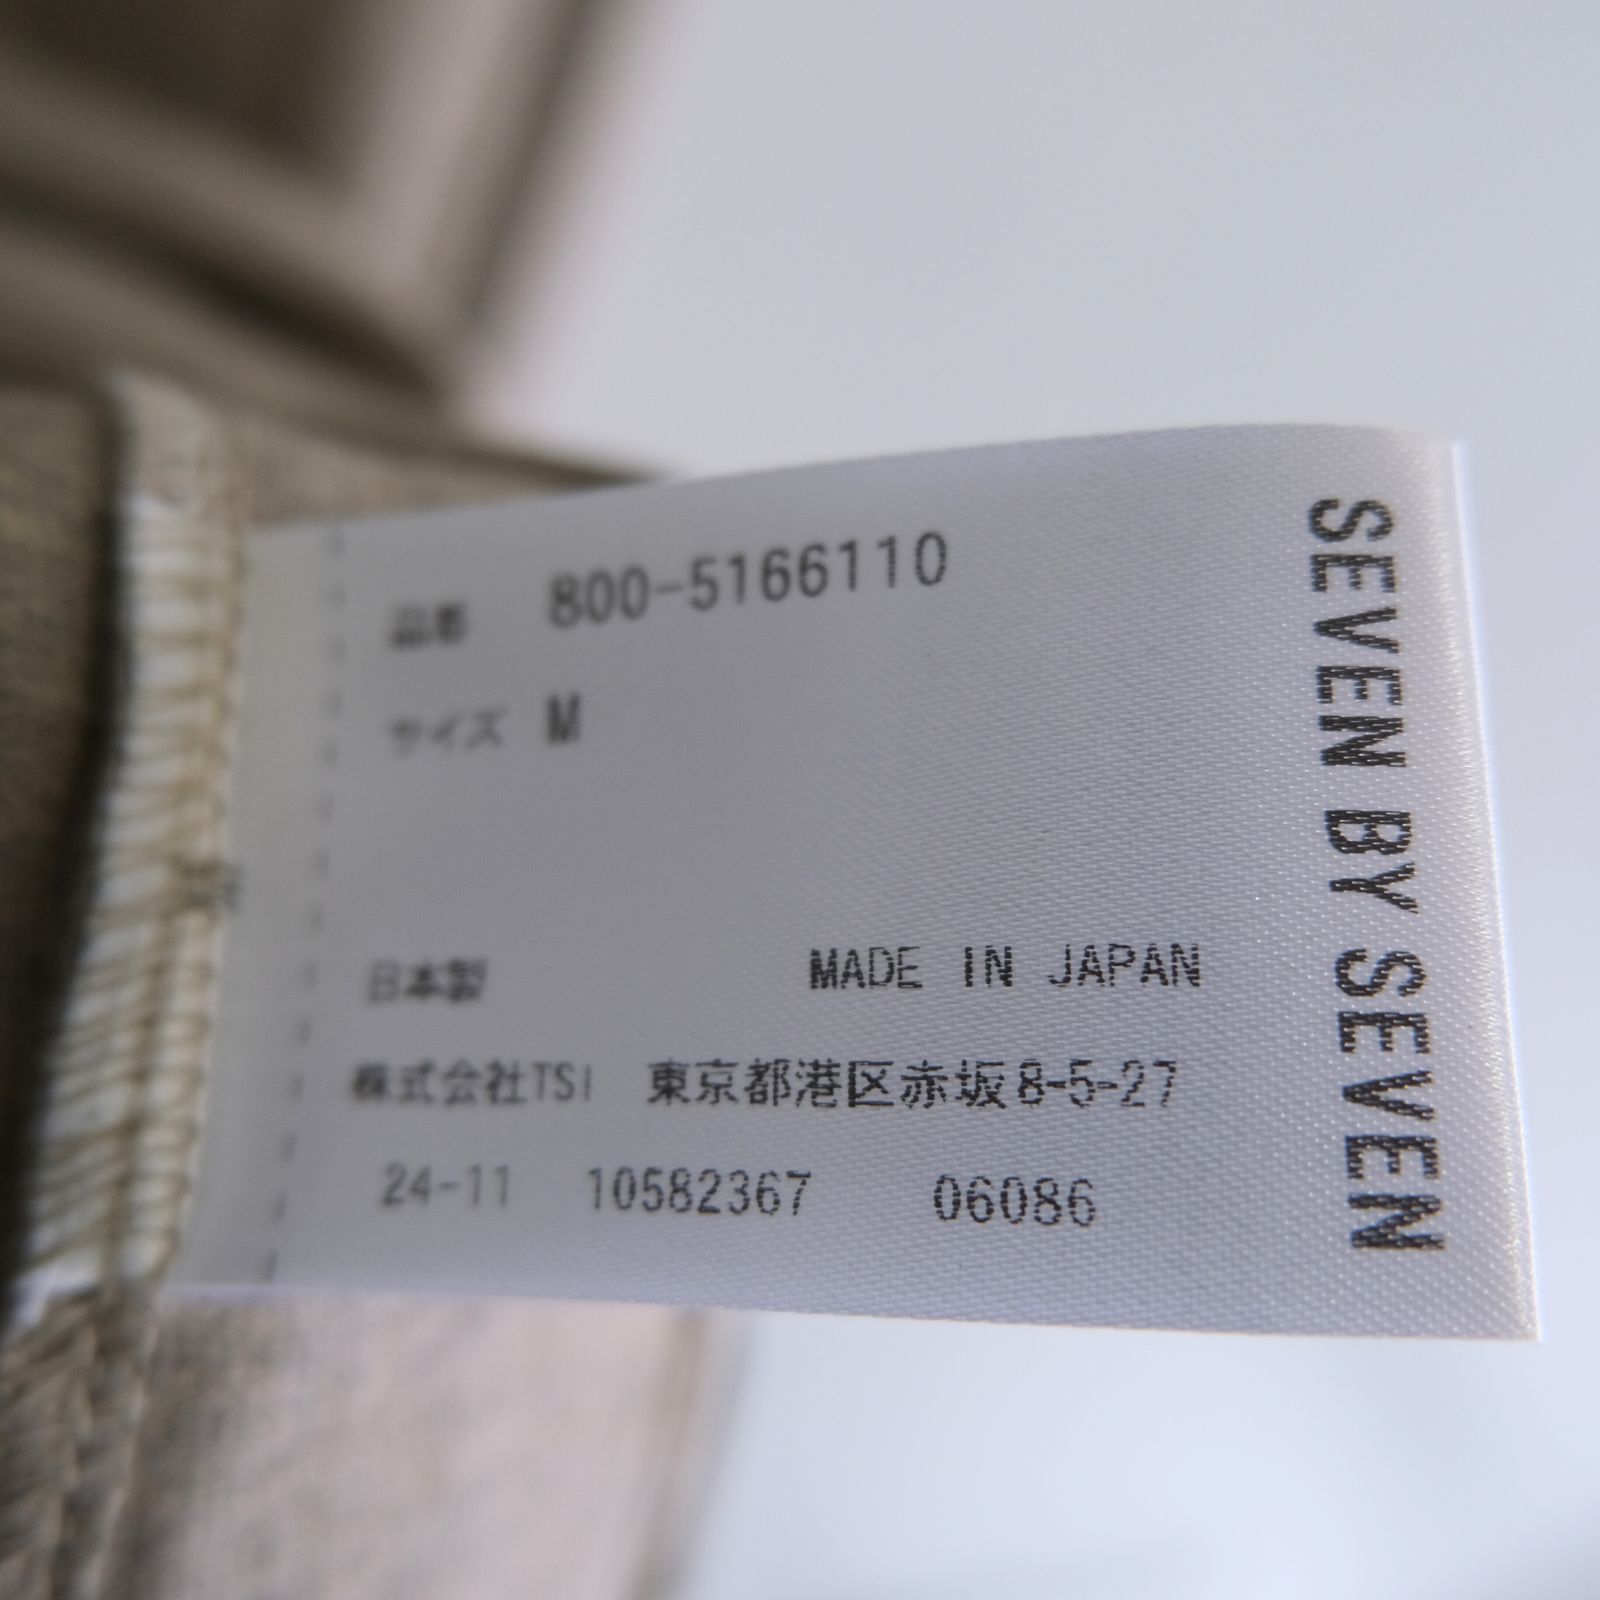 品番 800-5166110
サイズ M
日本製 MADE IN JAPAN
株式会社TSI 東京都港区赤坂8-5-27
24-11 10582367 06086
SEVEN BY SEVEN